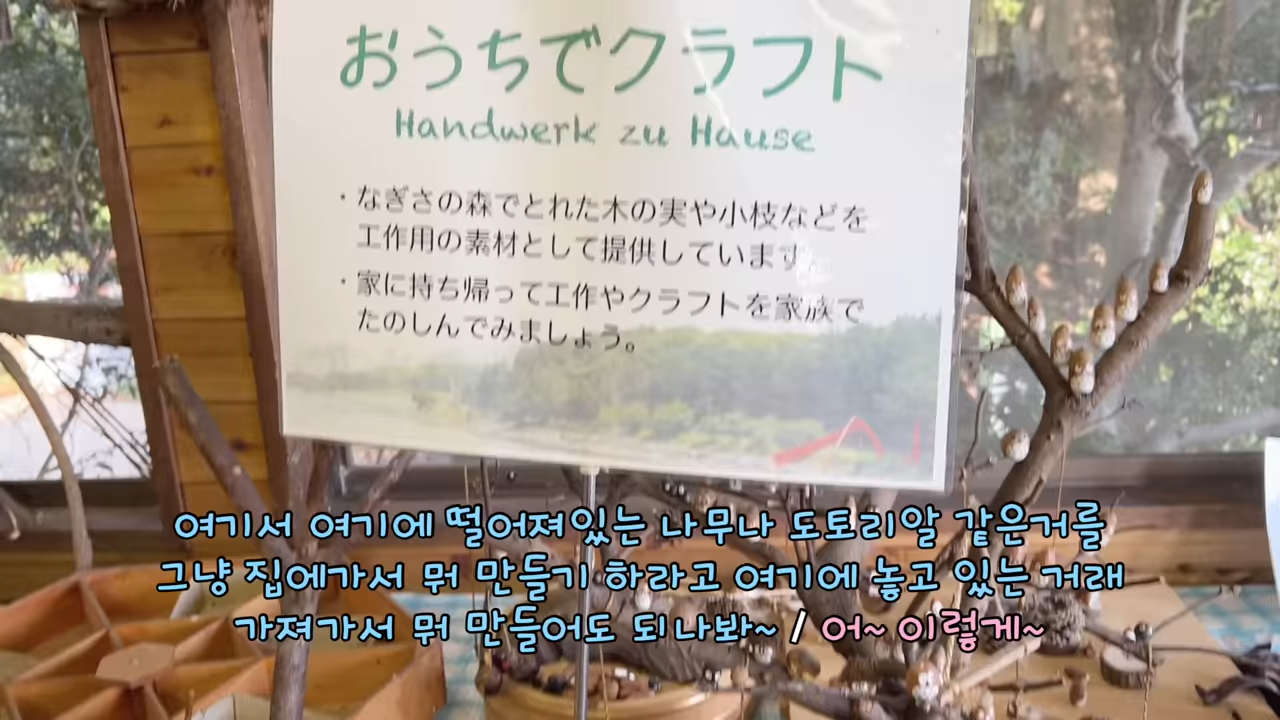 おうちでクラフト
Handwerk zu Hause
・なぎさの森でとれた木の実や小枝などを
工作用の素材として提供しています
・家に持ち帰って工作やクラフトを家族で
たのしんでみましょう。
여기서 여기에 떨어져있는 나무나 도토리알 같은거를
그냥 집에가서 뭐 만들기 하라고 여기에 놓고 있는 거래
가져가서 뭐 만들어도 되나봐~ / 어~ 이렇게~